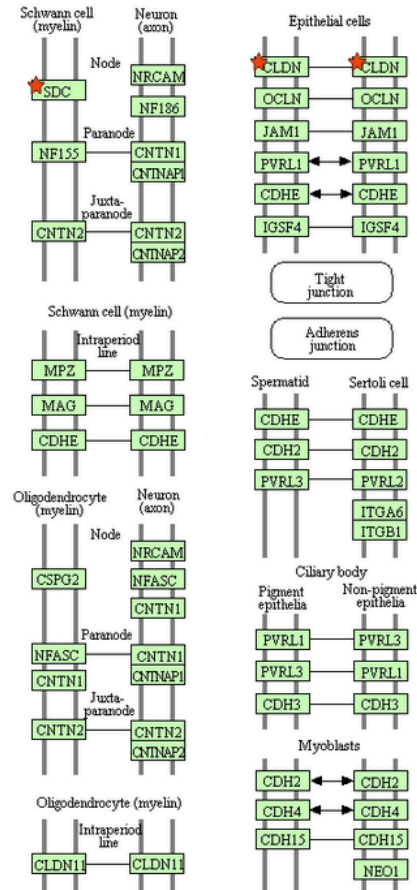 Schwann cell
(myelin)
Neuron
(axon)
Node
NRCAM
SDC
NF186
Paranode
NF155
CNTN1
CNTNAP1
Juxta-
paranode
CNTN2
CNTN2
CNTNAP2
Schwann cell (myelin)
Intraperiod
line
MPZ
MPZ
MAG
MAG
CDHE
CDHE
Oligodendrocyte
(myelin)
Neuron
(axon)
Node
NRCAM
CSPG2
NFASC
CNTN1
Paranode
NFASC
CNTN1
CNTN1
CNTNAP1
Juxta-
paranode
CNTN2
CNTN2
CNTNAP2
Oligodendrocyte (myelin)
Intraperiod
line
CLDN11
CLDN11
Epithelial cells
CLDN
CLDN
OCLN
OCLN
JAM1
JAM1
PVRL1
PVRL1
CDHE
CDHE
IGSF4
IGSF4
Tight
junction
Adherens
junction
Spermatid
Sertoli cell
CDHE
CDHE
CDH2
CDH2
PVRL3
PVRL2
ITGA6
ITGB1
Ciliary body
Pigment
epithelia
Non-pigment
epithelia
PVRL1
PVRL3
PVRL3
PVRL1
CDH3
CDH3
Myoblasts
CDH2
CDH2
CDH4
CDH4
CDH15
CDH15
NEO1